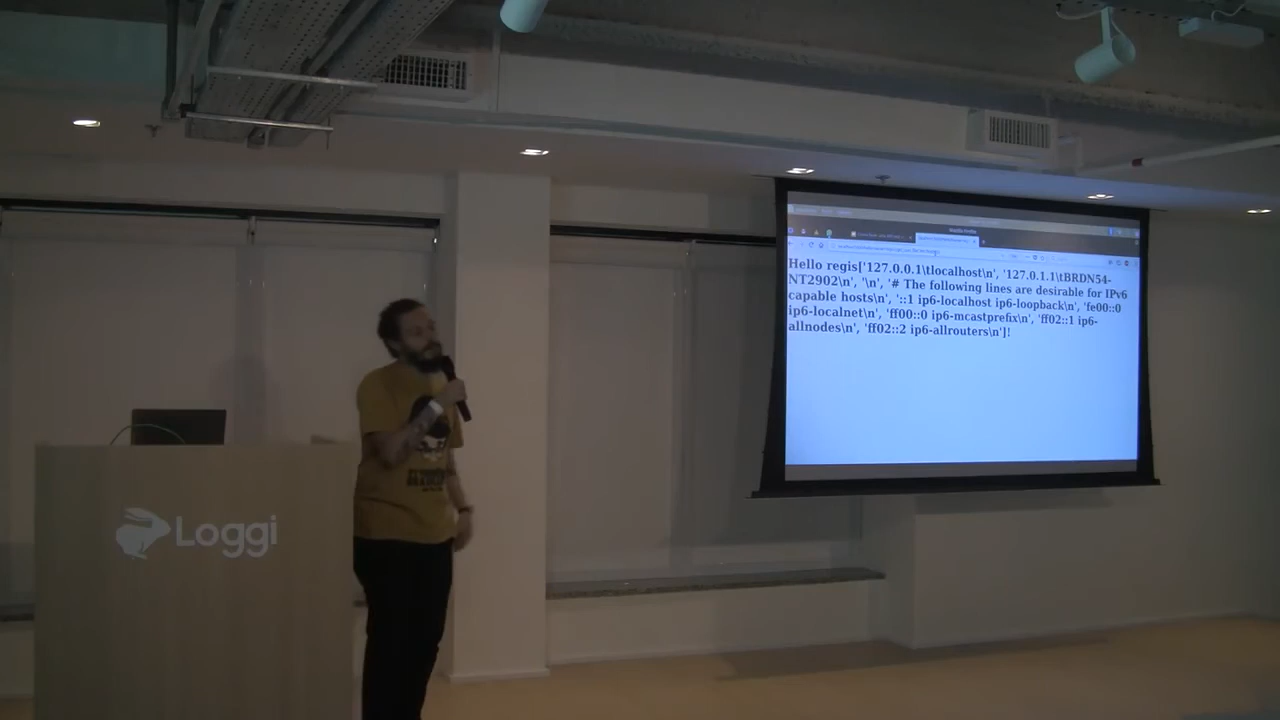 Hello regis['127.0.0.1\tlocalhost\n', '127.0.1.1\tBRDN54-
NT2902\n', '\n', '# The following lines are desirable for IPv6
capable hosts\n', '::1 ip6-localhost ip6-loopback\n', 'fe00::0
ip6-localnet\n', 'ff00::0 ip6-mcastprefix\n', 'ff02::1 ip6-
allnodes\n', 'ff02::2 ip6-allrouters\n']!
Loggi